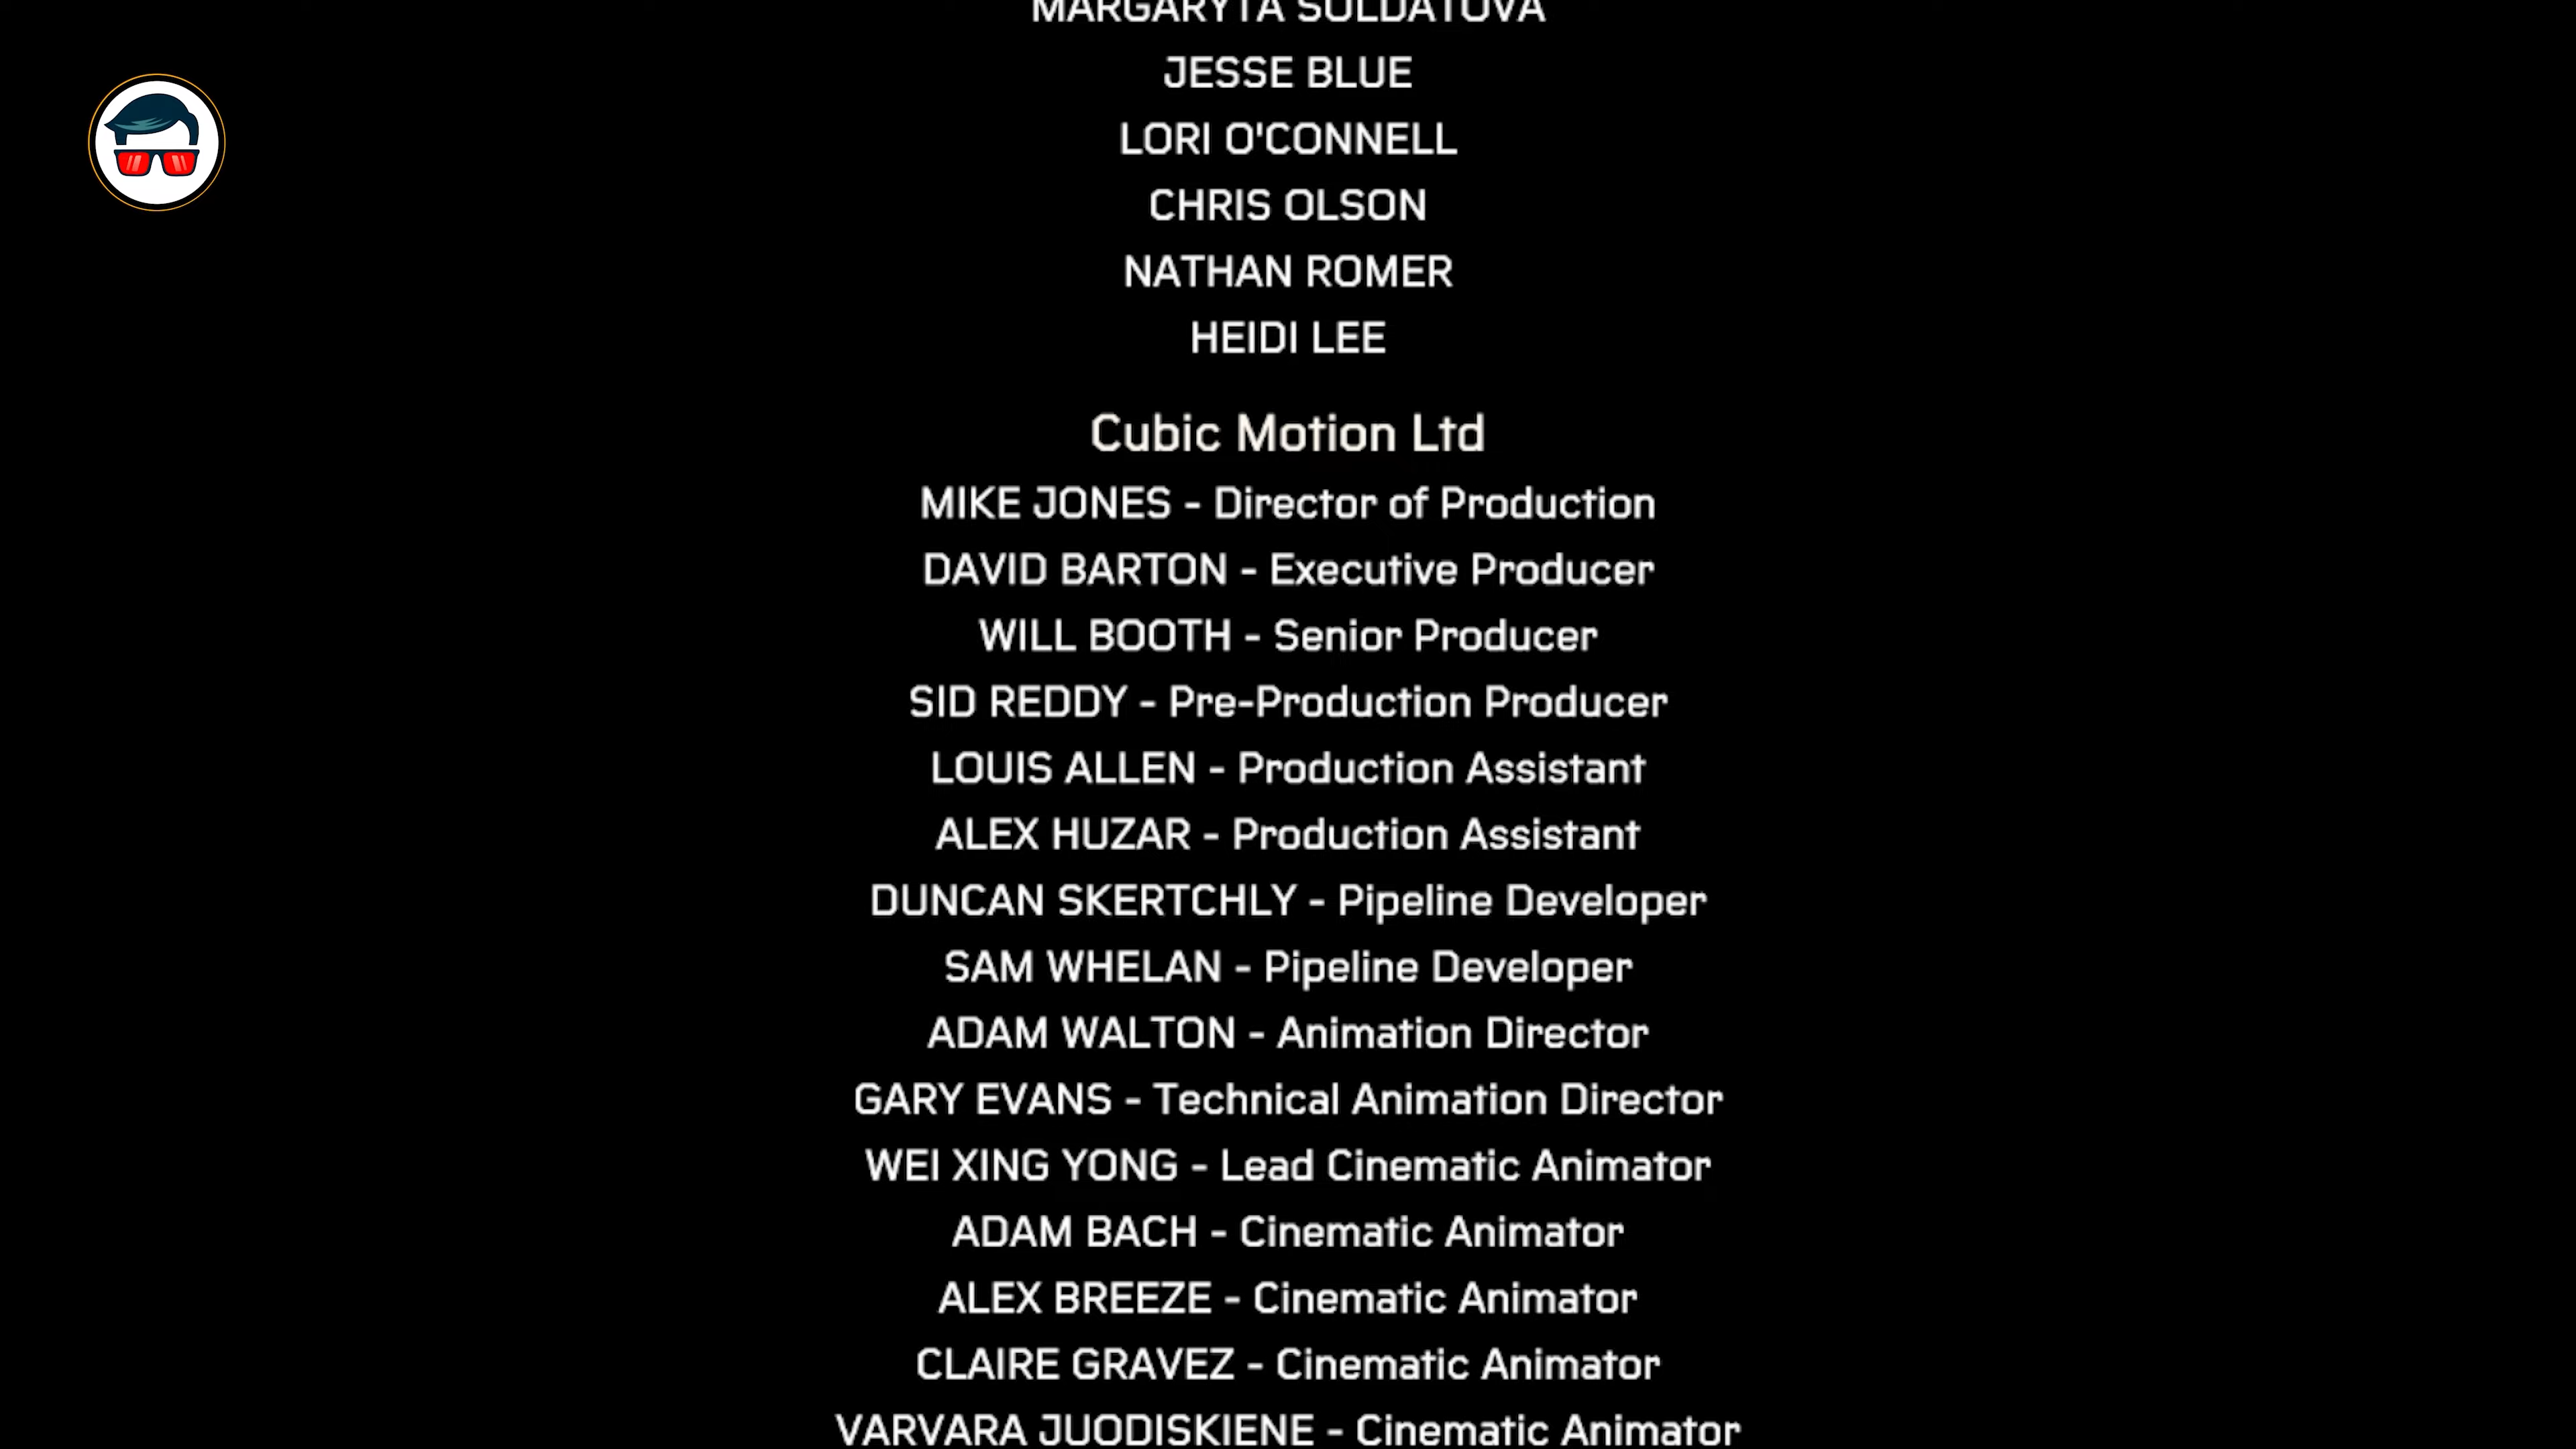 MARGARYTA SOLDATOVA
JESSE BLUE
LORI O'CONNELL
CHRIS OLSON
NATHAN ROMER
HEIDI LEE
Cubic Motion Ltd
MIKE JONES - Director of Production
DAVID BARTON - Executive Producer
WILL BOOTH - Senior Producer
SID REDDY - Pre-Production Producer
LOUIS ALLEN - Production Assistant
ALEX HUZAR - Production Assistant
DUNCAN SKERTCHLY - Pipeline Developer
SAM WHELAN - Pipeline Developer
ADAM WALTON - Animation Director
GARY EVANS - Technical Animation Director
WEI XING YONG - Lead Cinematic Animator
ADAM BACH - Cinematic Animator
ALEX BREEZE - Cinematic Animator
CLAIRE GRAVEZ - Cinematic Animator
VARVARA JUODISKIENE - Cinematic Animator